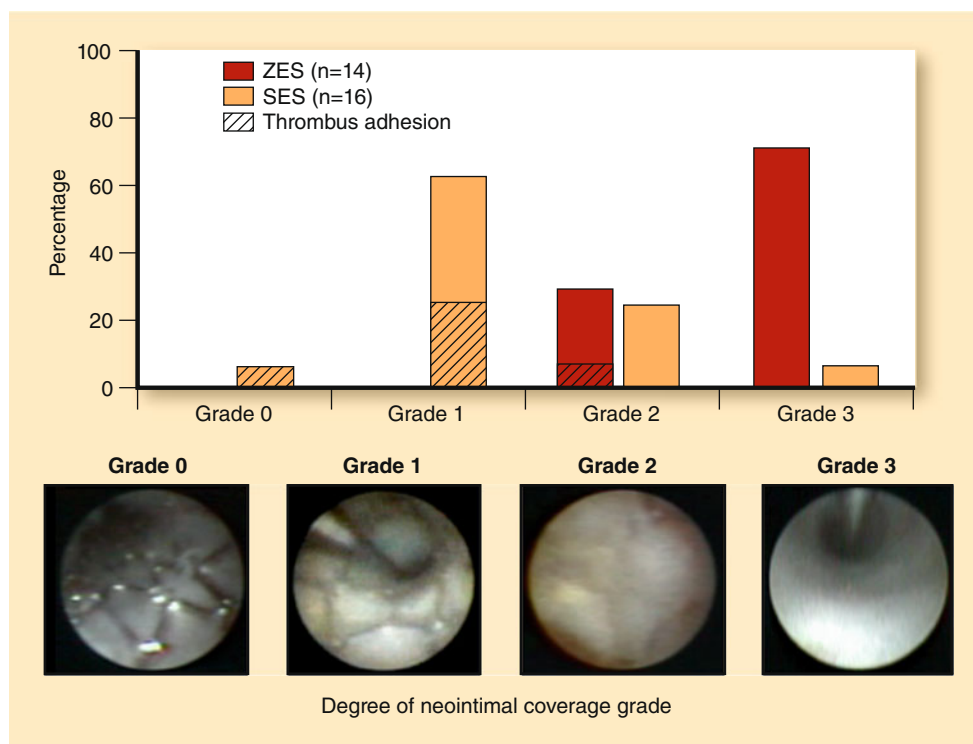 100
80
60
40
20
0
Percentage
ZES (n=14)
SES (n=16)
Thrombus adhesion
Grade 0 Grade 1 Grade 2 Grade 3
Grade 0 Grade 1 Grade 2 Grade 3
Degree of neointimal coverage grade